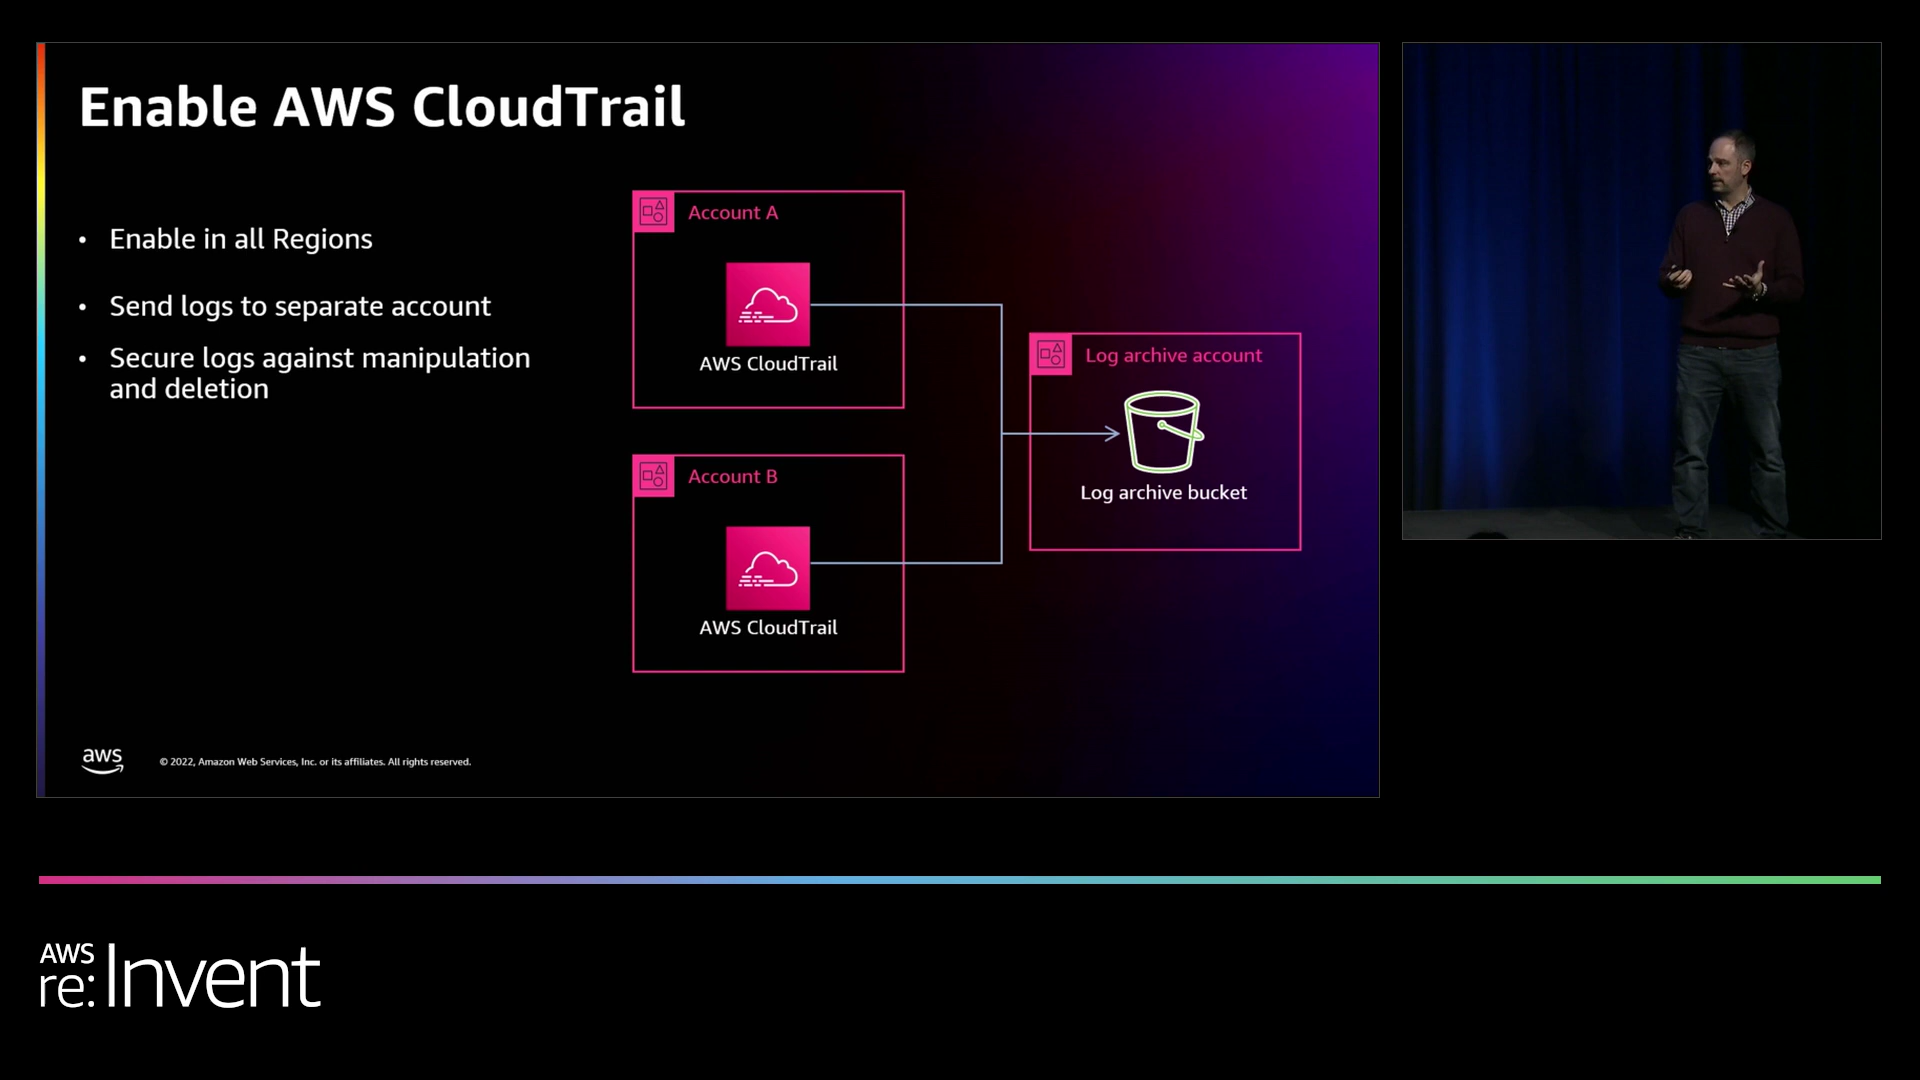 Enable AWS CloudTrail
• Enable in all Regions
• Send logs to separate account
• Secure logs against manipulation
and deletion
Account A
AWS CloudTrail
Account B
AWS CloudTrail
Log archive account
Log archive bucket
aws
© 2022, Amazon Web Services, Inc. or its affiliates. All rights reserved.
AWS
re:Invent